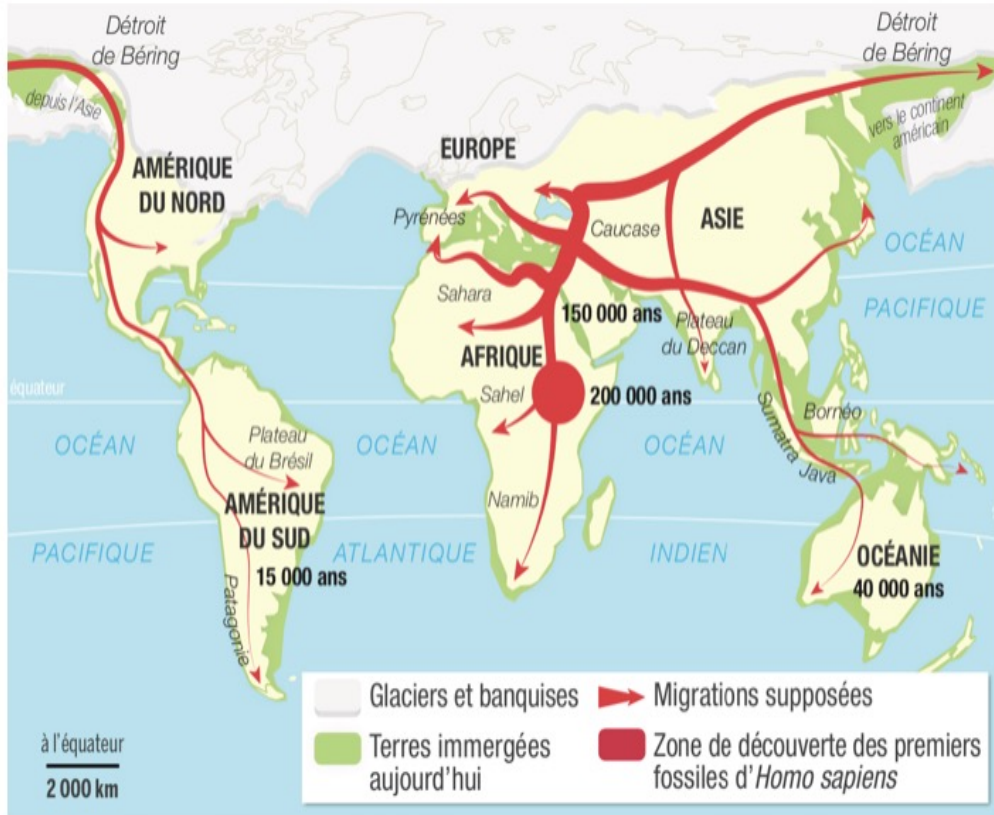 Détroit
de Béring
Détroit
de Béring
depuis l'Asie
vers le continent
américain
EUROPE
AMÉRIQUE
DU NORD
Pyrénées
Caucase
ASIE
OCÉAN
PACIFIQUE
Sahara
150 000 ans
Plateau
du Deccan
AFRIQUE
équateur
Sahel
200 000 ans
Bornéo
Sumatra
Java
OCÉAN
Plateau
du Brésil
OCÉAN
OCÉAN
AMÉRIQUE
DU SUD
Namib
PACIFIQUE
ATLANTIQUE
INDIEN
OCÉANIE
40 000 ans
15 000 ans
Patagonie
Glaciers et banquises
Migrations supposées
Terres immergées
aujourd'hui
Zone de découverte des premiers
fossiles d'Homo sapiens
à l'équateur
2 000 km